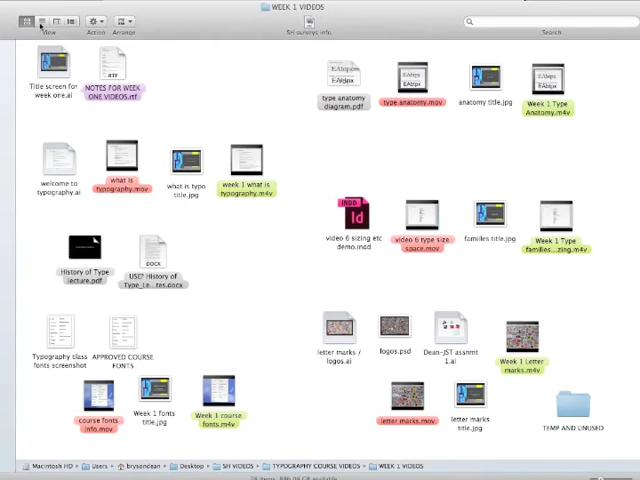 WEEK 1 VIDEOS
View
Action
Arrange
SH surveys info.
Search
Title screen for
week one.ai
NOTES FOR WEEK
ONE VIDEOS.rtf
type anatomy
diagram.pdf
type anatomy.mov
anatomy title.jpg
Week 1 Type
Anatomy.m4v
welcome to
typography.ai
what is
typography.mov
what is typo
title.jpg
week 1 what is
typography.m4v
video 6 sizing etc
demo.indd
video 6 type size
space.mov
families title.jpg
Week 1 Type
families...zing.m4v
History of Type
lecture.pdf
USE? History of
Type_Le...tes.docx
Typography class
fonts screenshot
APPROVED COURSE
FONTS
letter marks /
logos.ai
logos.psd
Dean-JST assnmt
1.ai
Week 1 Letter
marks.m4v
course fonts
info.mov
Week 1 fonts
title.jpg
Week 1 course
fonts.m4v
letter marks.mov
letter marks
title.jpg
TEMP AND UNUSED
Macintosh HD Users brysondean Desktop SH VIDEOS TYPOGRAPHY COURSE VIDEOS WEEK 1 VIDEOS